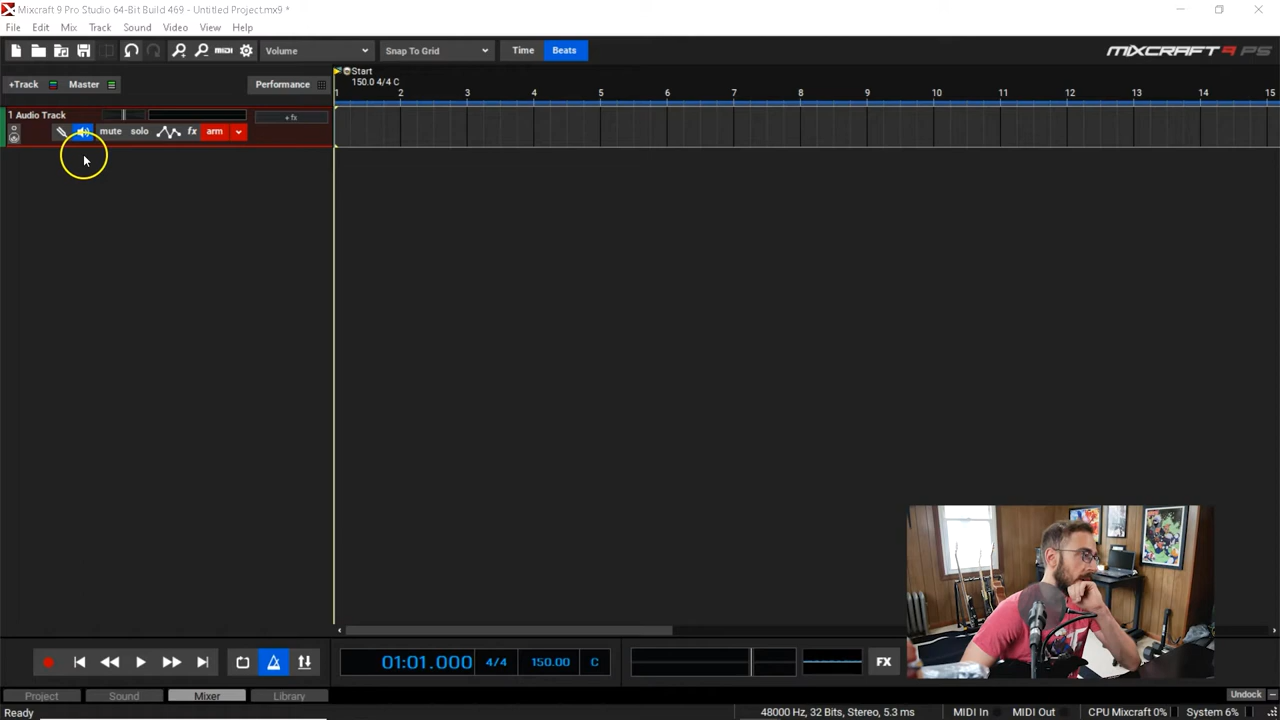 Mixcraft 9 Pro Studio 64-Bit Build 469 - Untitled Project.mx9 *
File Edit Mix Track Sound Video View Help
MIDI Volume Snap To Grid Time Beats MIXCRAFT 9 PS
+Track Master Performance
Start
150.0 4/4 C
1 2 3 4 5 6 7 8 9 10 11 12 13 14 15
1 Audio Track + fx
mute solo fx arm
01:01.000 4/4 150.00 C FX
Project Sound Mixer Library Undock
Ready 48000 Hz, 32 Bits, Stereo, 5.3 ms MIDI In MIDI Out CPU Mixcraft 0% System 6%